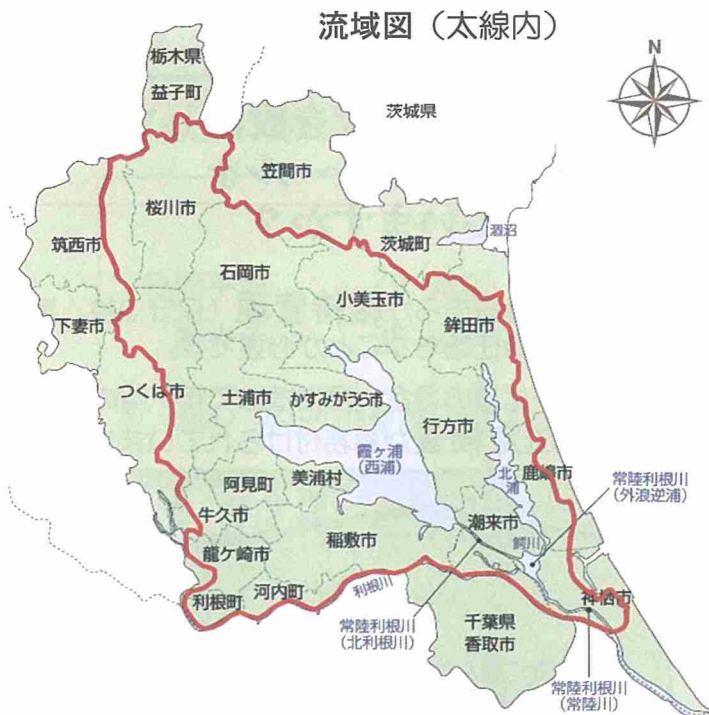 流域図（太線内）
栃木県
益子町
N
茨城県
笠間市
桜川市
筑西市
茨城町
涸沼
石岡市
小美玉市
鉾田市
下妻市
つくば市
土浦市
かすみがうら市
行方市
霞ヶ浦
（西浦）
北浦
鹿嶋市
常陸利根川
（外浪逆浦）
阿見町
美浦村
牛久市
潮来市
稲敷市
鰐川
龍ケ崎市
利根町
河内町
利根川
神栖市
常陸利根川
（北利根川）
千葉県
香取市
常陸利根川
（常陸川）